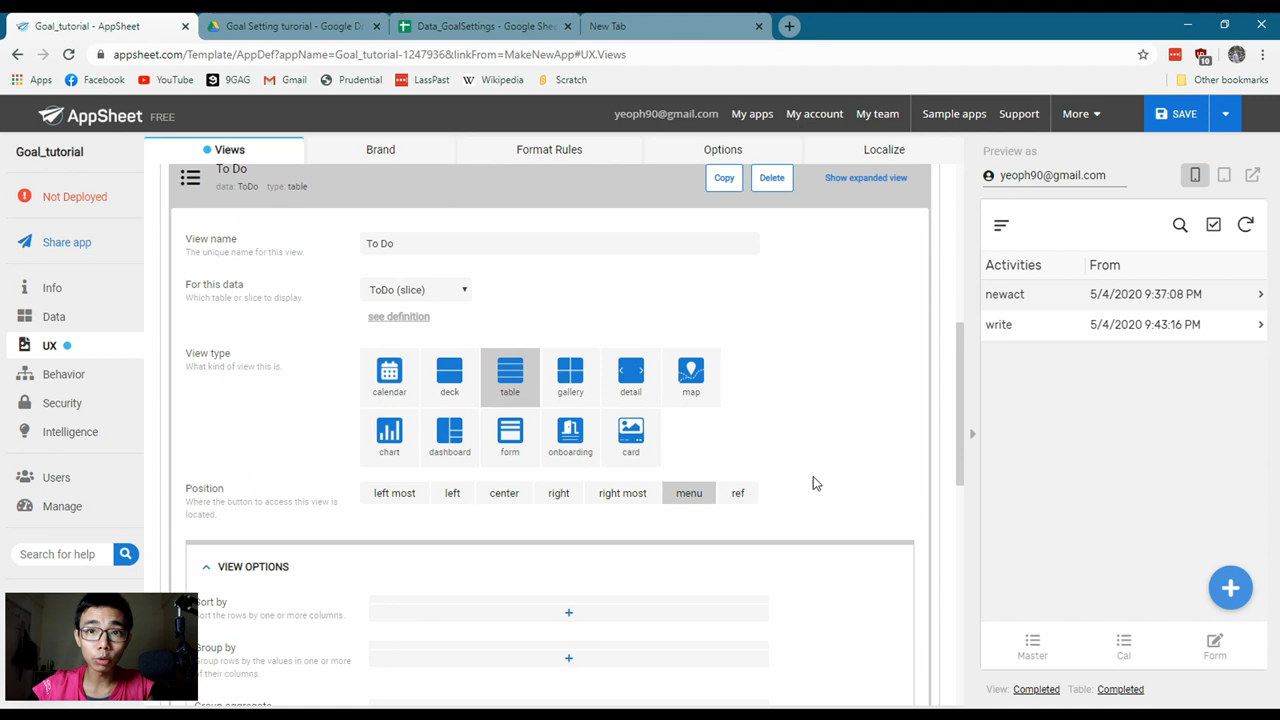 Goal_tutorial - AppSheet
Goal Setting turorial - Google Dr
Data_GoalSettings - Google She
New Tab
appsheet.com/Template/AppDef?appName=Goal_tutorial-1247936&linkFrom=MakeNewApp#UX.Views
10
Apps Facebook YouTube 9GAG Gmail Prudential LassPast Wikipedia Scratch Other bookmarks
AppSheet FREE
yeoph90@gmail.com My apps My account My team Sample apps Support More SAVE
Goal_tutorial
Views Brand Format Rules Options Localize
Preview as
yeoph90@gmail.com
Not Deployed
Share app
Info
Data
UX
Behavior
Security
Intelligence
Users
Manage
Search for help
To Do
data: ToDo type: table
Copy Delete Show expanded view
View name
The unique name for this view.
To Do
For this data
Which table or slice to display.
ToDo (slice)
see definition
View type
What kind of view this is.
calendar deck table gallery detail map
chart dashboard form onboarding card
Position
Where the button to access this view is
located.
left most left center right right most menu ref
VIEW OPTIONS
Sort by
Sort the rows by one or more columns.
Group by
Group rows by the values in one or more
of their columns.
Group aggregate
Activities From
newact 5/4/2020 9:37:08 PM
write 5/4/2020 9:43:16 PM
Master Cal Form
View: Completed Table: Completed